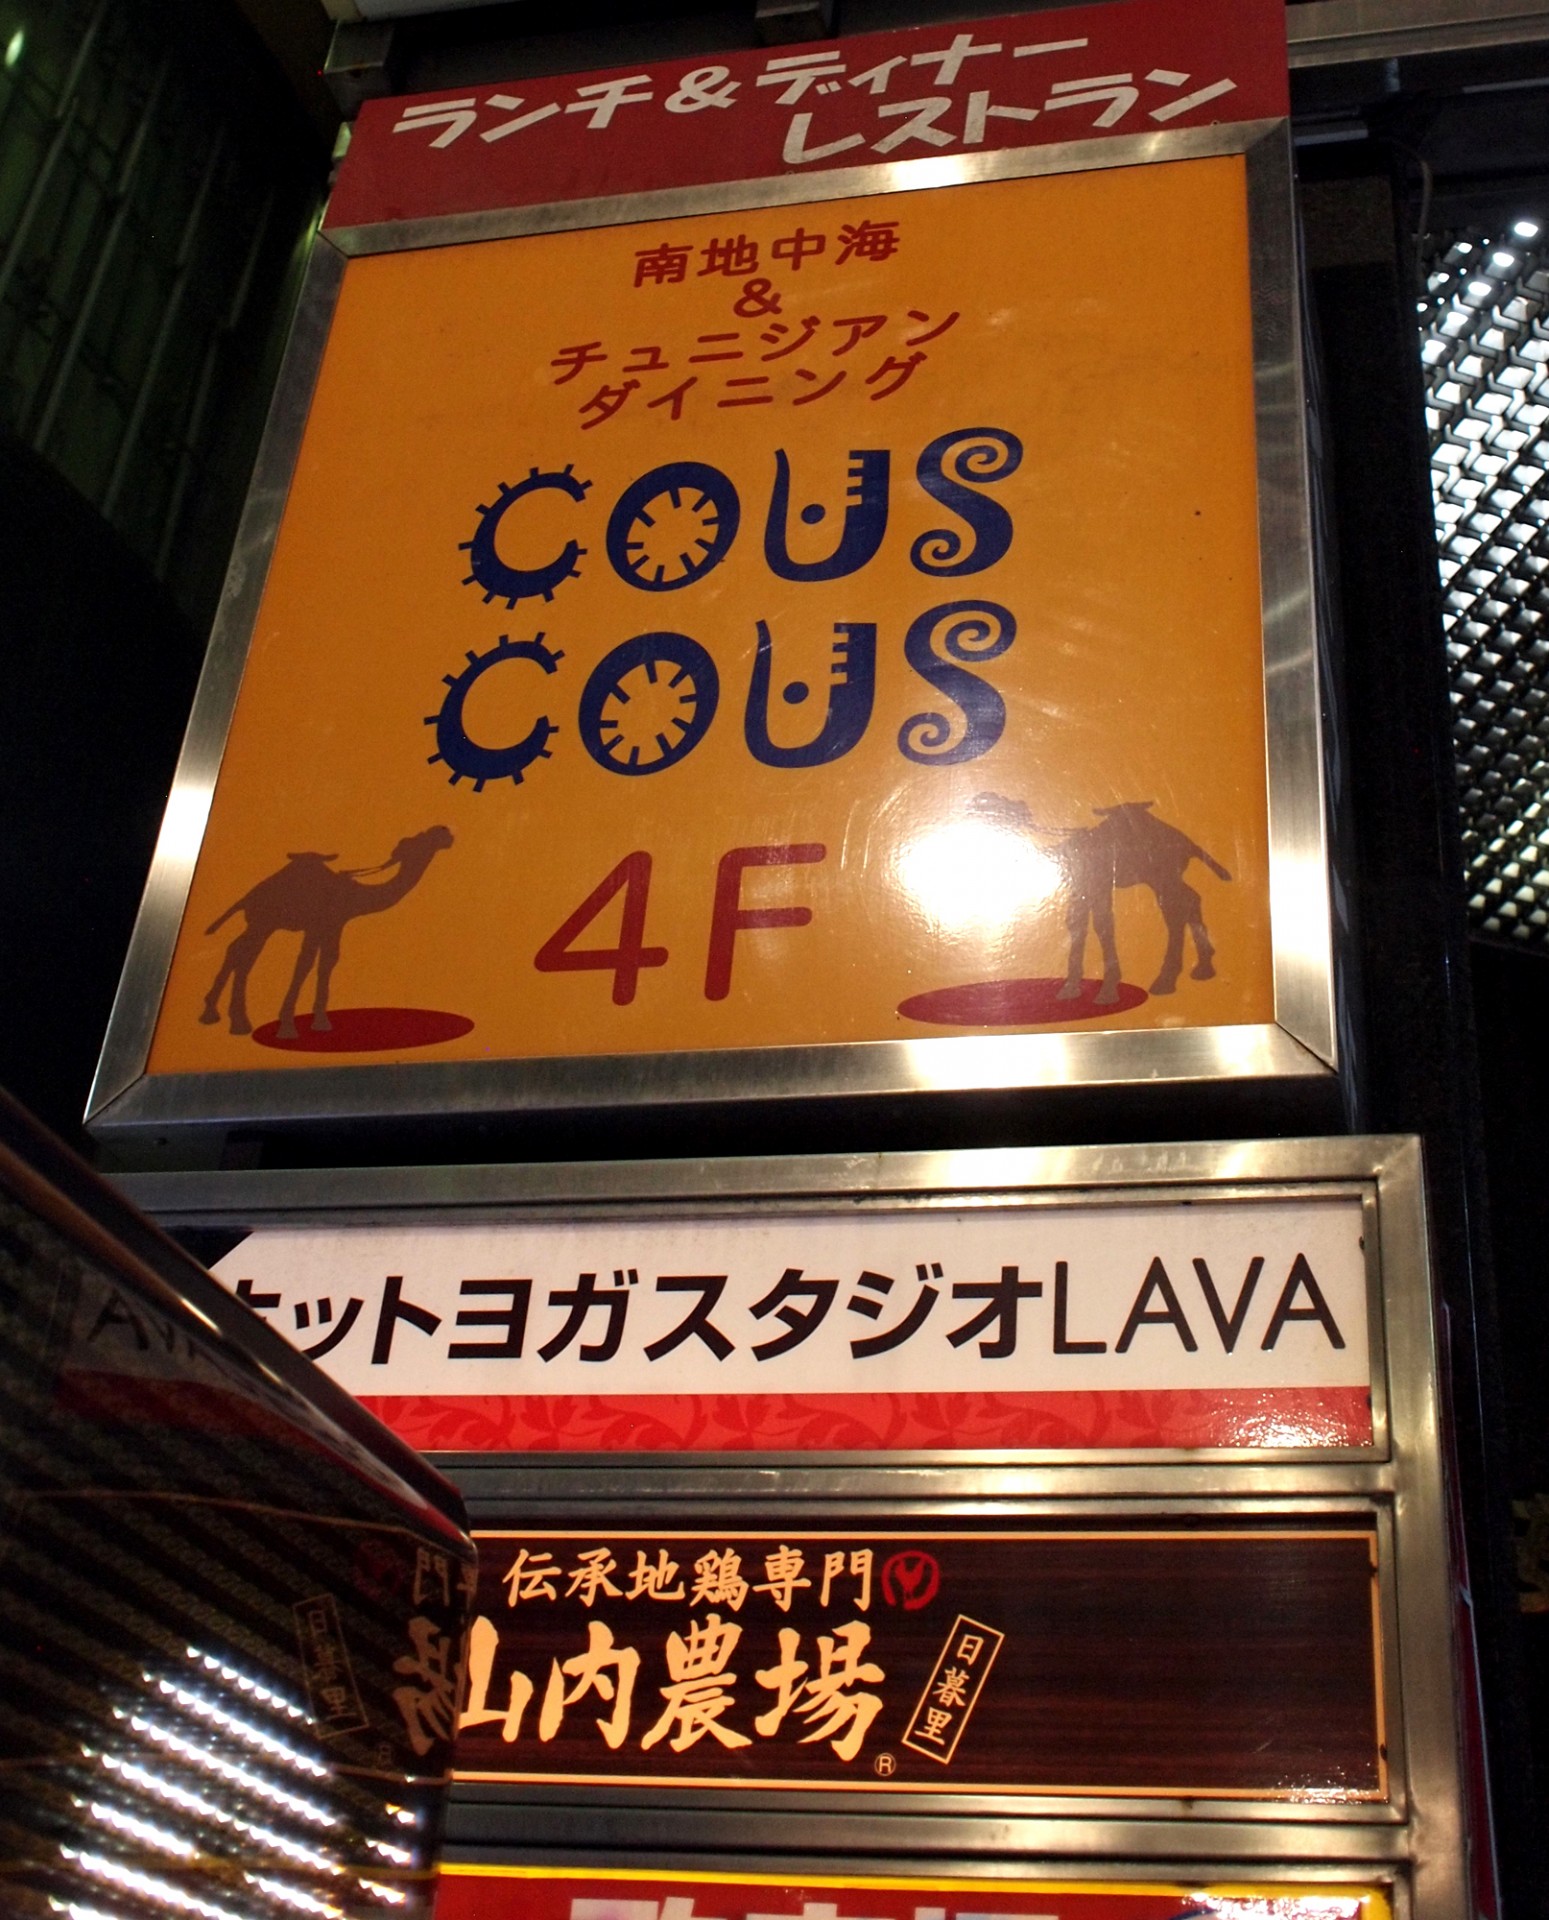 ランチ&ディナー
レストラン
南地中海
&
チュニジアン
ダイニング
COUS
COUS
4F
ホットヨガスタジオLAVA
伝承地鶏専門
山内農場®
日暮里